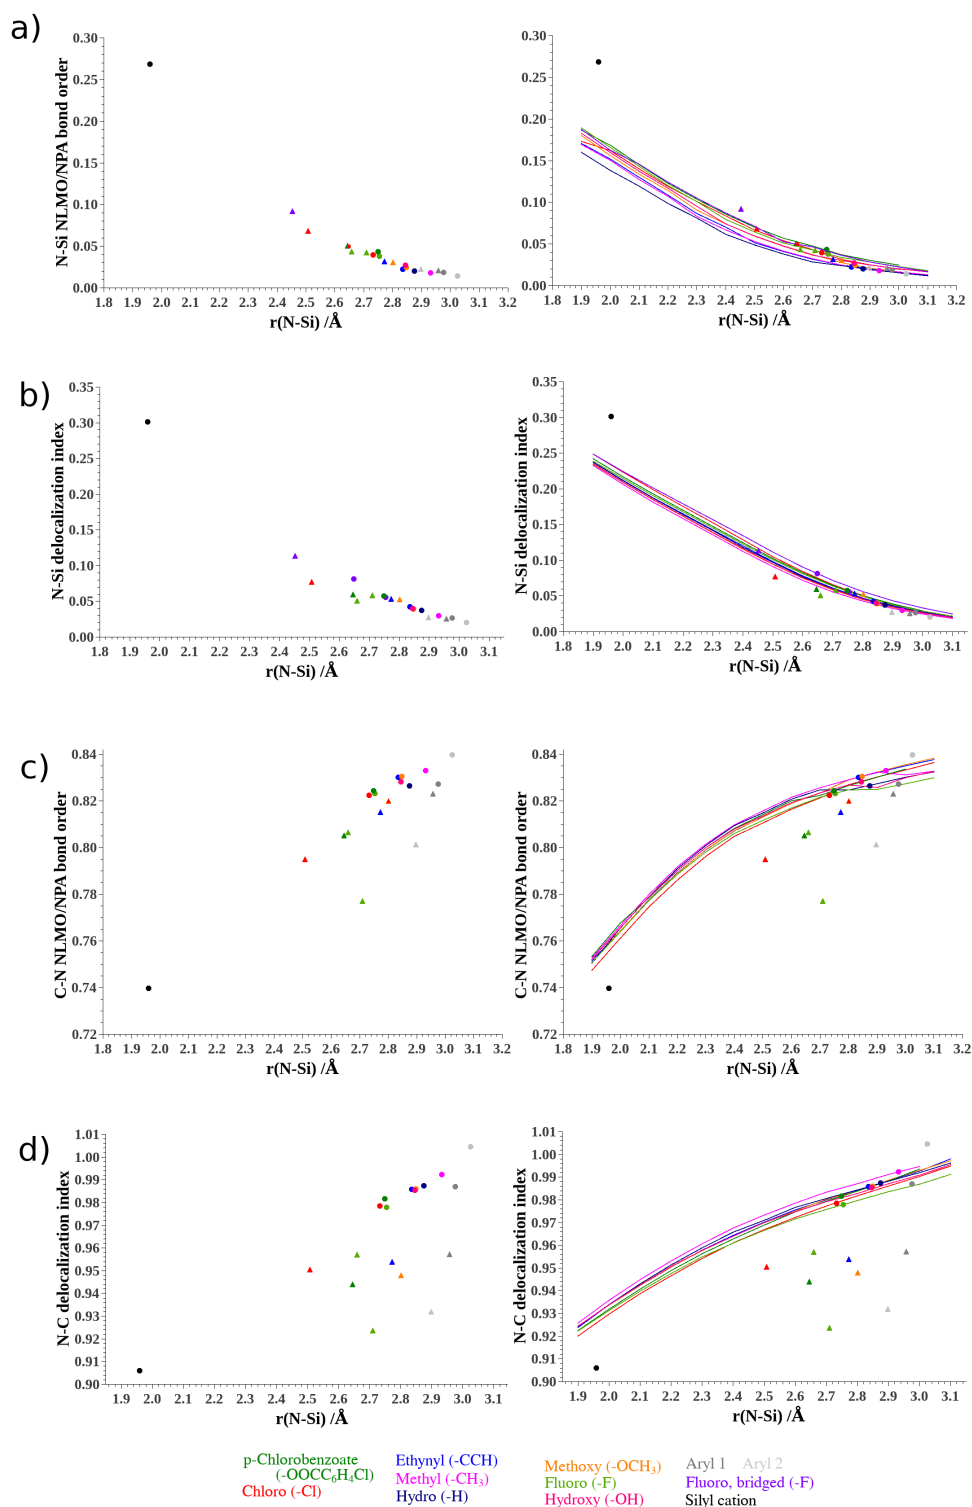 a)
0.30
0.25
0.20
0.15
0.10
0.05
0.00
N-Si NLMO/NPA bond order
1.8 1.9 2.0 2.1 2.2 2.3 2.4 2.5 2.6 2.7 2.8 2.9 3.0 3.1 3.2
r(N-Si) /Å
0.30
0.25
0.20
0.15
0.10
0.05
0.00
N-Si NLMO/NPA bond order
1.8 1.9 2.0 2.1 2.2 2.3 2.4 2.5 2.6 2.7 2.8 2.9 3.0 3.1 3.2
r(N-Si) /Å
b)
0.35
0.30
0.25
0.20
0.15
0.10
0.05
0.00
N-Si delocalization index
1.8 1.9 2.0 2.1 2.2 2.3 2.4 2.5 2.6 2.7 2.8 2.9 3.0 3.1
r(N-Si) /Å
0.35
0.30
0.25
0.20
0.15
0.10
0.05
0.00
N-Si delocalization index
1.8 1.9 2.0 2.1 2.2 2.3 2.4 2.5 2.6 2.7 2.8 2.9 3.0 3.1
r(N-Si) /Å
c)
0.84
0.82
0.80
0.78
0.76
0.74
0.72
C-N NLMO/NPA bond order
1.8 1.9 2.0 2.1 2.2 2.3 2.4 2.5 2.6 2.7 2.8 2.9 3.0 3.1 3.2
r(N-Si) /Å
0.84
0.82
0.80
0.78
0.76
0.74
0.72
C-N NLMO/NPA bond order
1.8 1.9 2.0 2.1 2.2 2.3 2.4 2.5 2.6 2.7 2.8 2.9 3.0 3.1 3.2
r(N-Si) /Å
d)
1.01
1.00
0.99
0.98
0.97
0.96
0.95
0.94
0.93
0.92
0.91
0.90
N-C delocalization index
1.9 2.0 2.1 2.2 2.3 2.4 2.5 2.6 2.7 2.8 2.9 3.0 3.1
r(N-Si) /Å
1.01
1.00
0.99
0.98
0.97
0.96
0.95
0.94
0.93
0.92
0.91
0.90
N-C delocalization index
1.9 2.0 2.1 2.2 2.3 2.4 2.5 2.6 2.7 2.8 2.9 3.0 3.1
r(N-Si) /Å
p-Chlorobenzoate
(-OOCC₆H₄Cl)
Chloro (-Cl)
Ethynyl (-CCH)
Methyl (-CH₃)
Hydro (-H)
Methoxy (-OCH₃)
Fluoro (-F)
Hydroxy (-OH)
Aryl 1 Aryl 2
Fluoro, bridged (-F)
Silyl cation